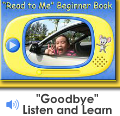 "Read to Me" Beginner Book
"Goodbye"
Listen and Learn